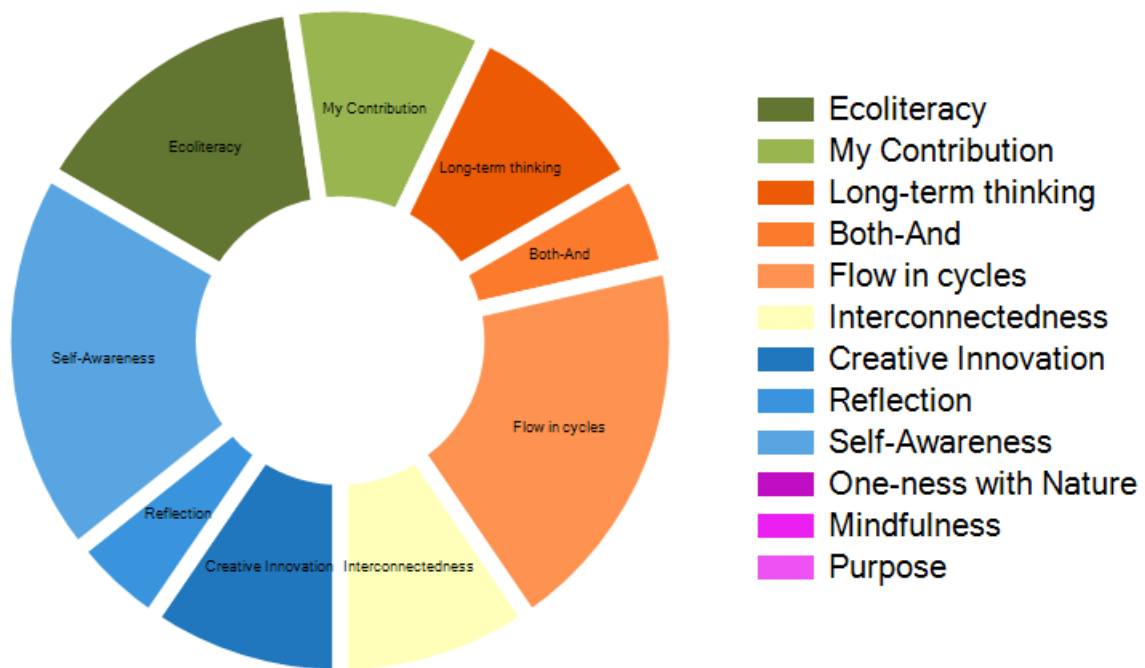 My Contribution
Ecoliteracy
Long-term thinking
Both-And
Self-Awareness
Flow in cycles
Reflection
Creative Innovation
Interconnectedness
Ecoliteracy
My Contribution
Long-term thinking
Both-And
Flow in cycles
Interconnectedness
Creative Innovation
Reflection
Self-Awareness
One-ness with Nature
Mindfulness
Purpose